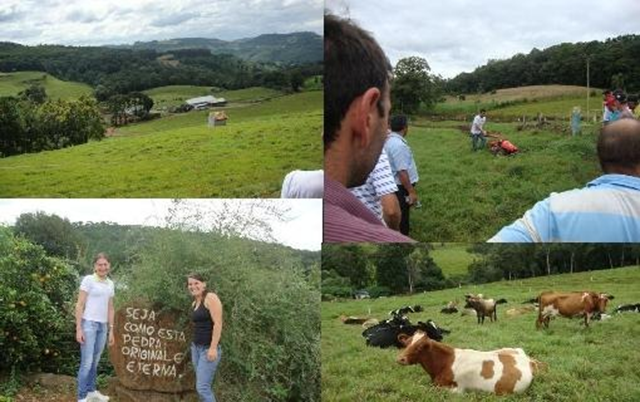 SEJA
COMO ESTA
PEDRA
ORIGINAL E
ETERNA.